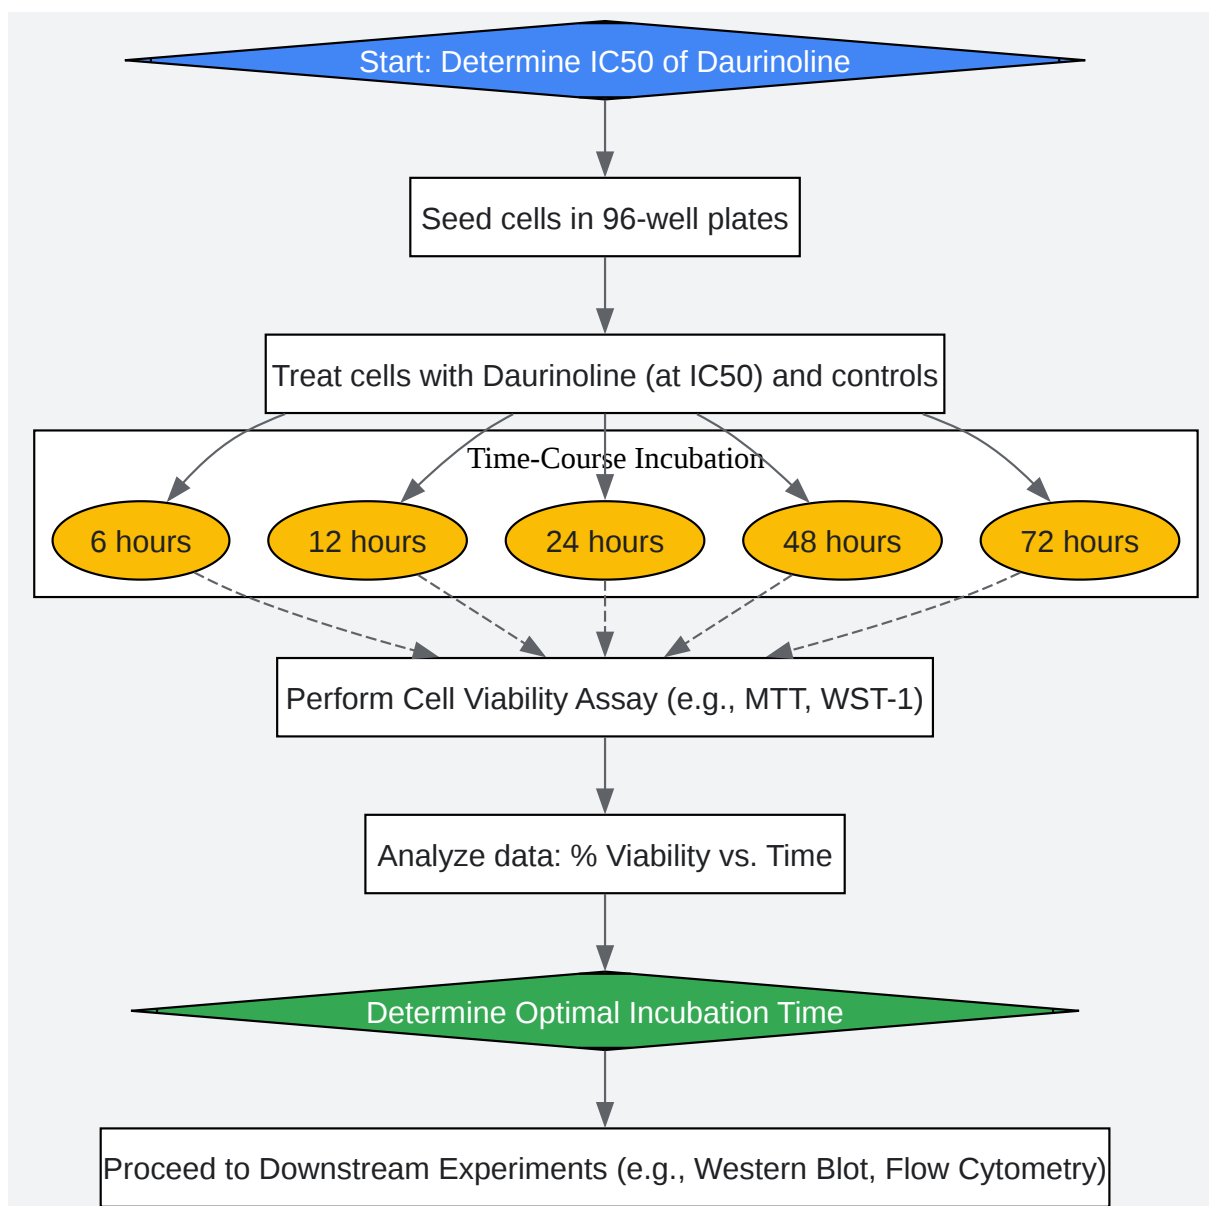 Start: Determine IC50 of Daurinoline
Seed cells in 96-well plates
Treat cells with Daurinoline (at IC50) and controls
Time-Course Incubation
6 hours
12 hours
24 hours
48 hours
72 hours
Perform Cell Viability Assay (e.g., MTT, WST-1)
Analyze data: % Viability vs. Time
Determine Optimal Incubation Time
Proceed to Downstream Experiments (e.g., Western Blot, Flow Cytometry)